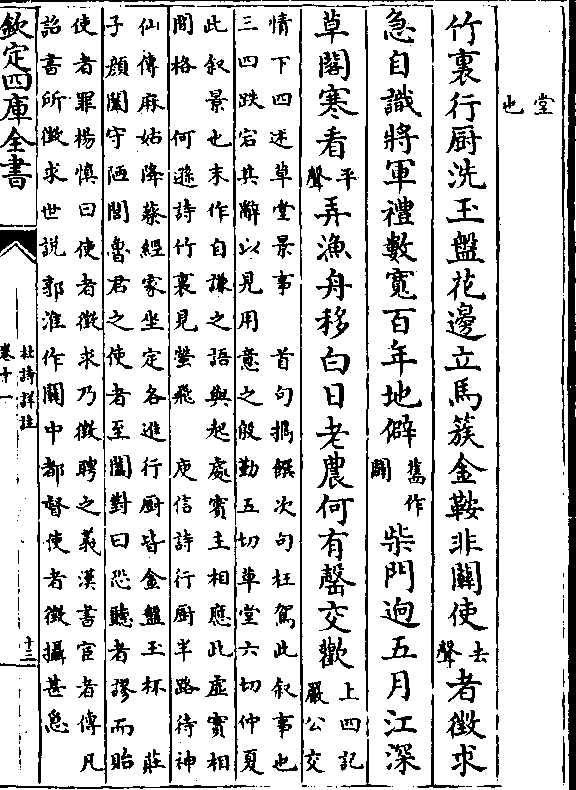 堂
也
竹裏行厨洗玉盤花邊立馬簇金鞍非關使去聲者徵求
急自識將軍禮數寛百年地僻舊作闢柴門迥五月江深
草閣寒看平聲弄漁舟移白日老農何有罄交歡上四記嚴公交
情下四述草堂景事　首句攜饌次句枉駕此叙事也
三四跌宕其辭以見用意之殷勤五切草堂六切仲夏
此叙景也末作自謙之語與起處賓主相應此虚實相
間格　何遜詩竹裏見螢飛　庾信詩行厨半路待神
仙傳麻姑降蔡經家坐定各進行厨皆金盤玉杯　莊
子顔闔守陋閭魯君之使者至闔對曰恐聽者謬而貽
使者罪楊慎曰使者徵求乃徵聘之義漢書宦者傳凡
詔書所徵求世説郭淮作關中都督使者徵攝甚急
欽定四庫全書
杜詩詳註
卷十一
十三